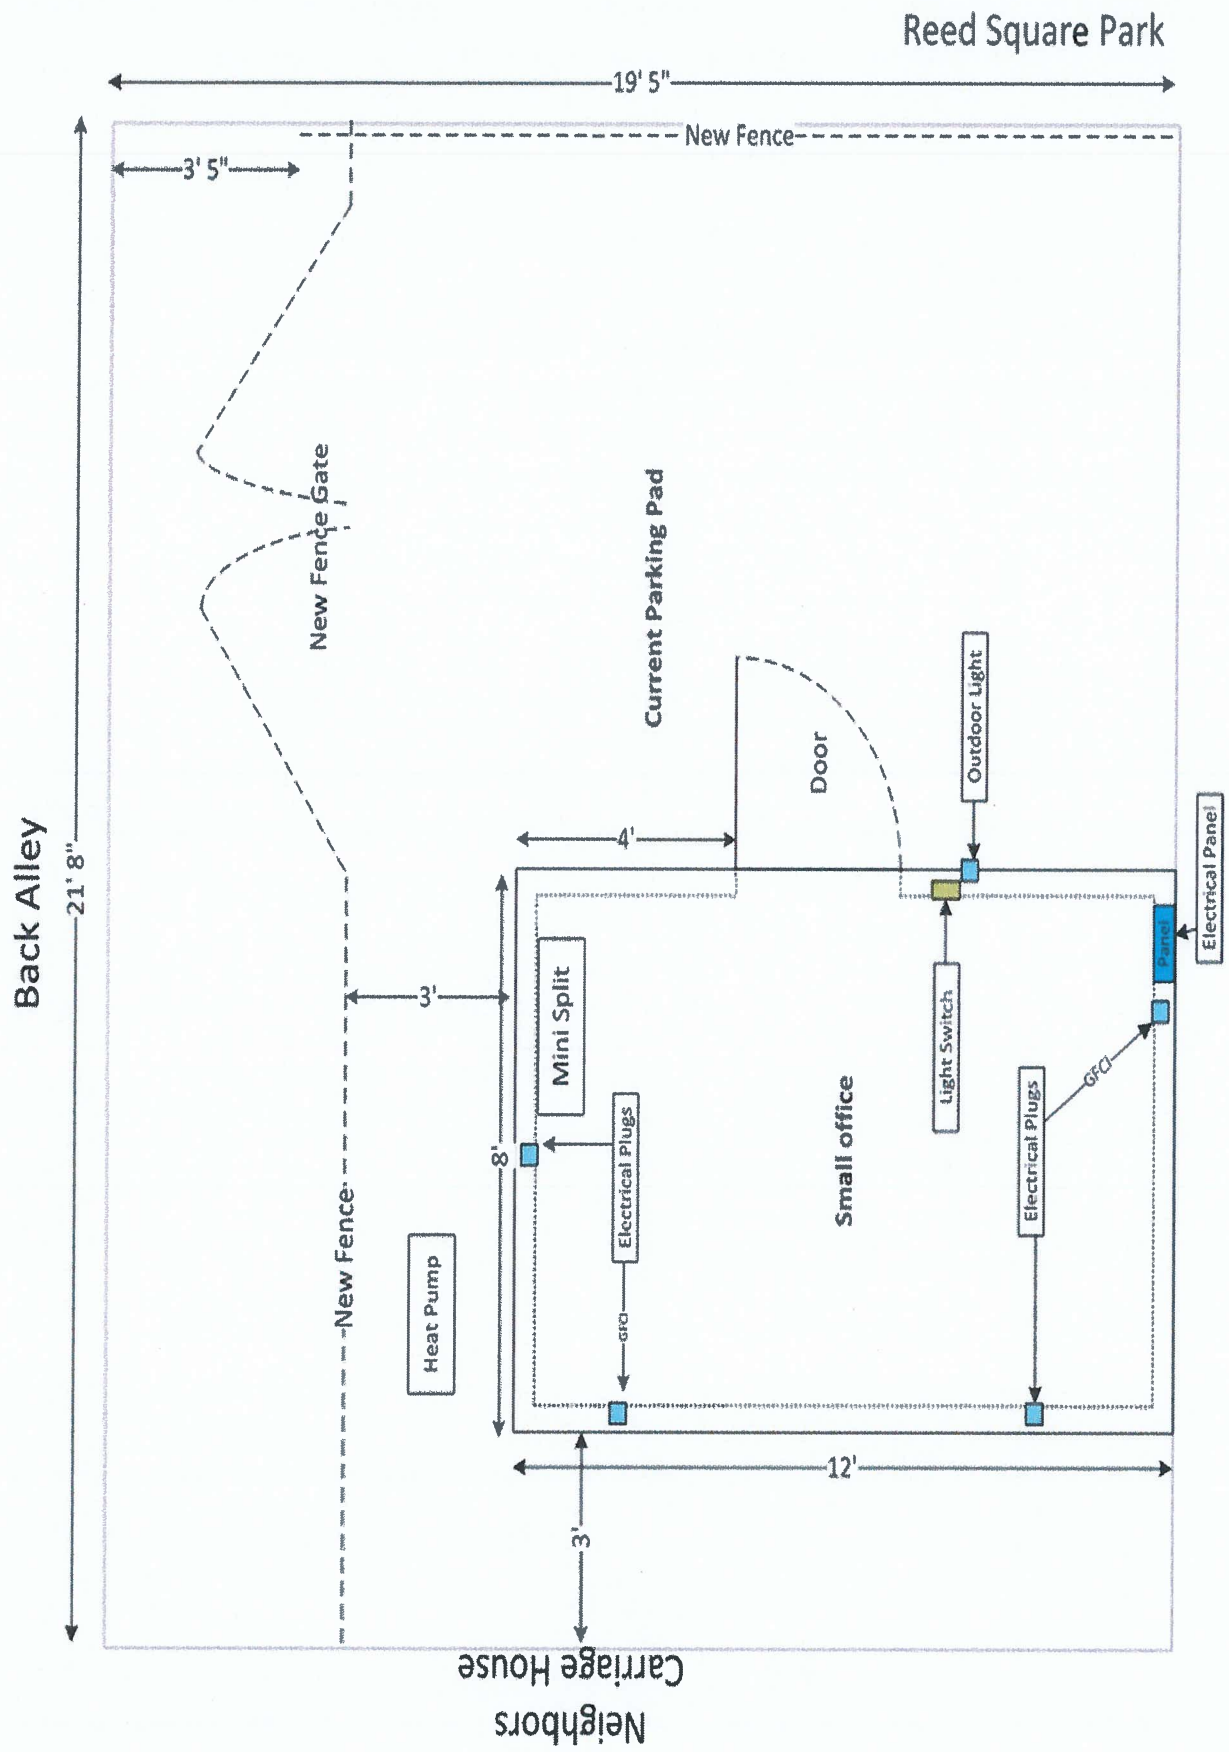 Reed Square Park
19' 5"
New Fence
3' 5"
Back Alley
21' 8"
New Fence Gate
Current Parking Pad
Door
Outdoor Light
Electrical Panel
4'
3'
8'
Mini Split
Light Switch
Panel
Electrical Plugs
GFCI
Small office
Electrical Plugs
GFCI
New Fence
Heat Pump
12'
3'
Neighbors
Carriage House